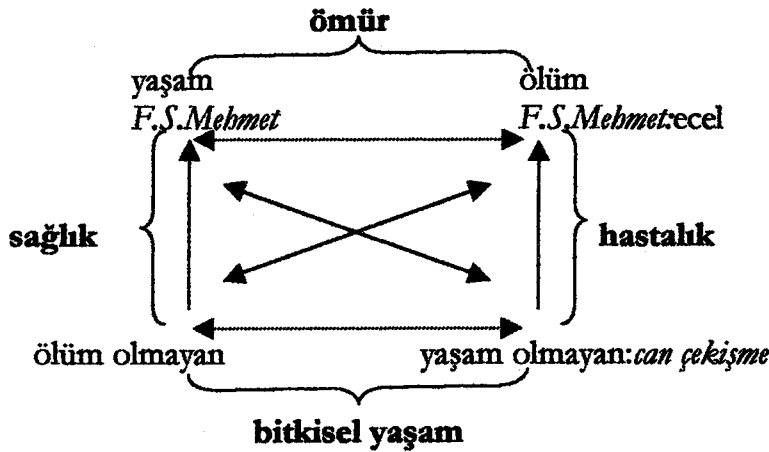 ömür
yaşam ölüm
F.S.Mehmet F.S.Mehmet:ecel
sağlık hastalık
ölüm olmayan yaşam olmayan:can çekişme
bitkisel yaşam